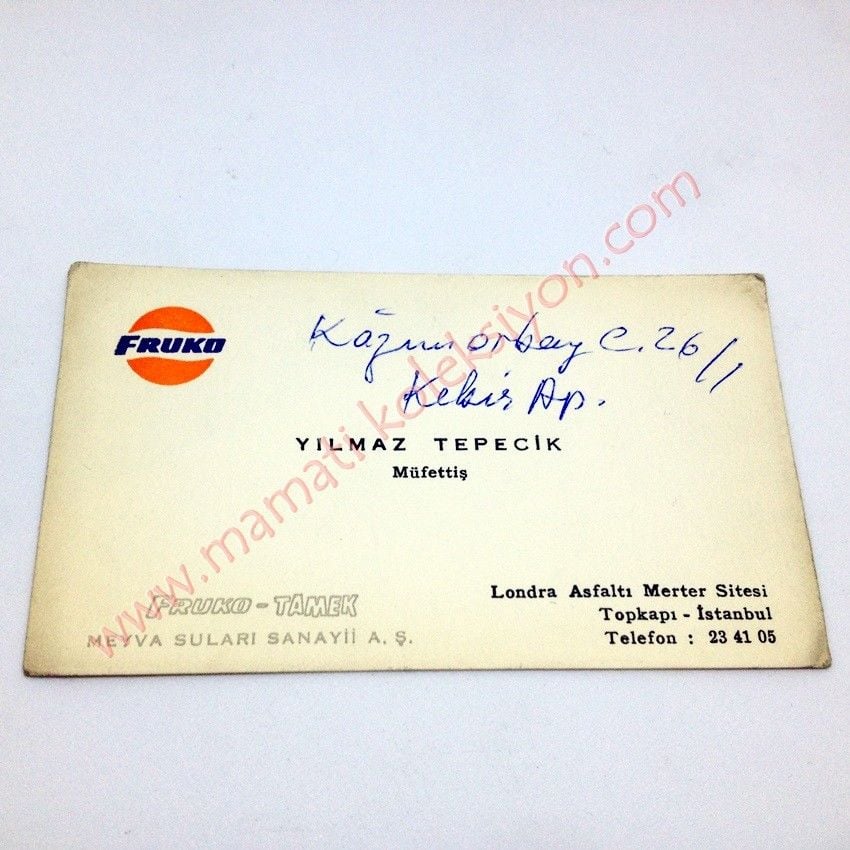 FRUKO
Kâzım orbay C. 26/1
Kebir Ap.
YILMAZ TEPECİK
Müfettiş
FRUKO - TAMEK
MEYVA SULARI SANAYİİ A. Ş.
Londra Asfaltı Merter Sitesi
Topkapı - İstanbul
Telefon : 23 41 05
www.mamatikoleksiyon.com